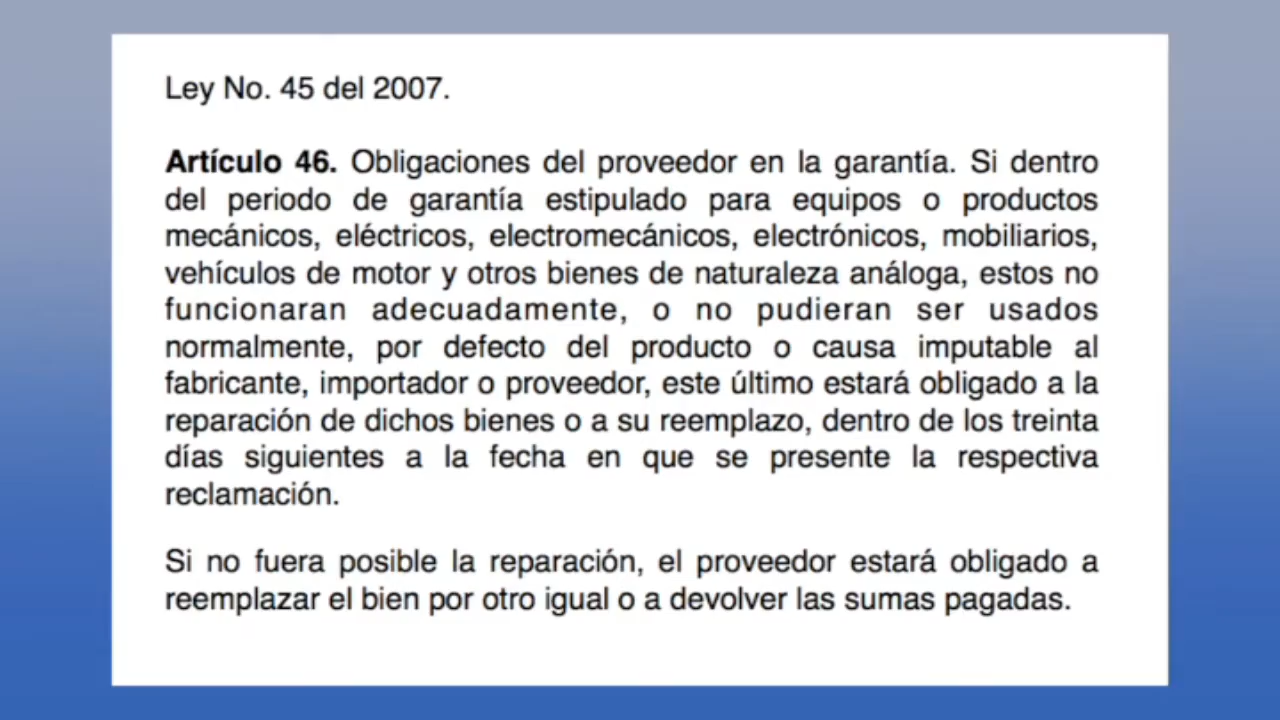 Ley No. 45 del 2007.
Artículo 46. Obligaciones del proveedor en la garantía. Si dentro
del periodo de garantía estipulado para equipos o productos
mecánicos, eléctricos, electromecánicos, electrónicos, mobiliarios,
vehículos de motor y otros bienes de naturaleza análoga, estos no
funcionaran adecuadamente, o no pudieran ser usados
normalmente, por defecto del producto o causa imputable al
fabricante, importador o proveedor, este último estará obligado a la
reparación de dichos bienes o a su reemplazo, dentro de los treinta
días siguientes a la fecha en que se presente la respectiva
reclamación.
Si no fuera posible la reparación, el proveedor estará obligado a
reemplazar el bien por otro igual o a devolver las sumas pagadas.